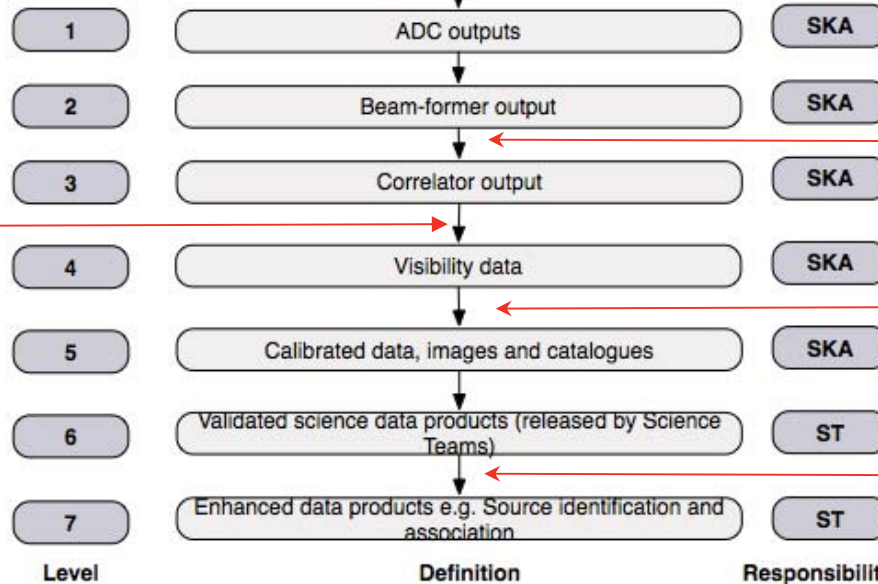 1 ADC outputs SKA
2 Beam-former output SKA
3 Correlator output SKA
4 Visibility data SKA
5 Calibrated data, images and catalogues SKA
6 Validated science data products (released by Science
Teams) ST
7 Enhanced data products e.g. Source identification and
association ST
Level Definition Responsibilit